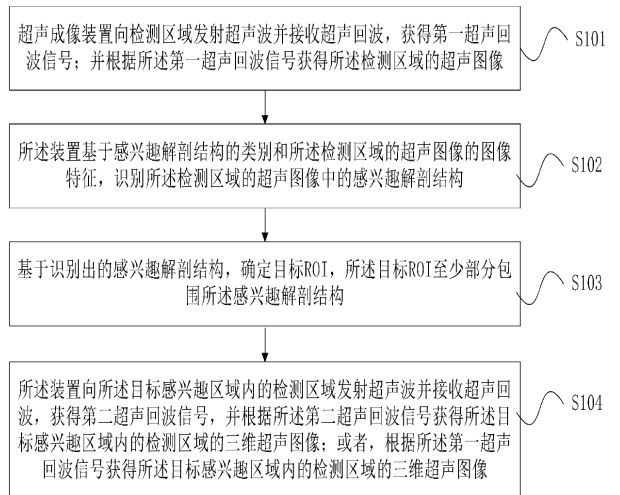 超声成像装置向检测区域发射超声波并接收超声回波，获得第一超声回
波信号；并根据所述第一超声回波信号获得所述检测区域的超声图像
S101
所述装置基于感兴趣解剖结构的类别和所述检测区域的超声图像的图像
特征，识别所述检测区域的超声图像中的感兴趣解剖结构
S102
基于识别出的感兴趣解剖结构，确定目标ROI，所述目标ROI至少部分包
围所述感兴趣解剖结构
S103
所述装置向所述目标感兴趣区域内的检测区域发射超声波并接收超声回
波，获得第二超声回波信号，并根据所述第二超声回波信号获得所述目
标感兴趣区域内的检测区域的三维超声图像；或者，根据所述第一超声
回波信号获得所述目标感兴趣区域内的检测区域的三维超声图像
S104